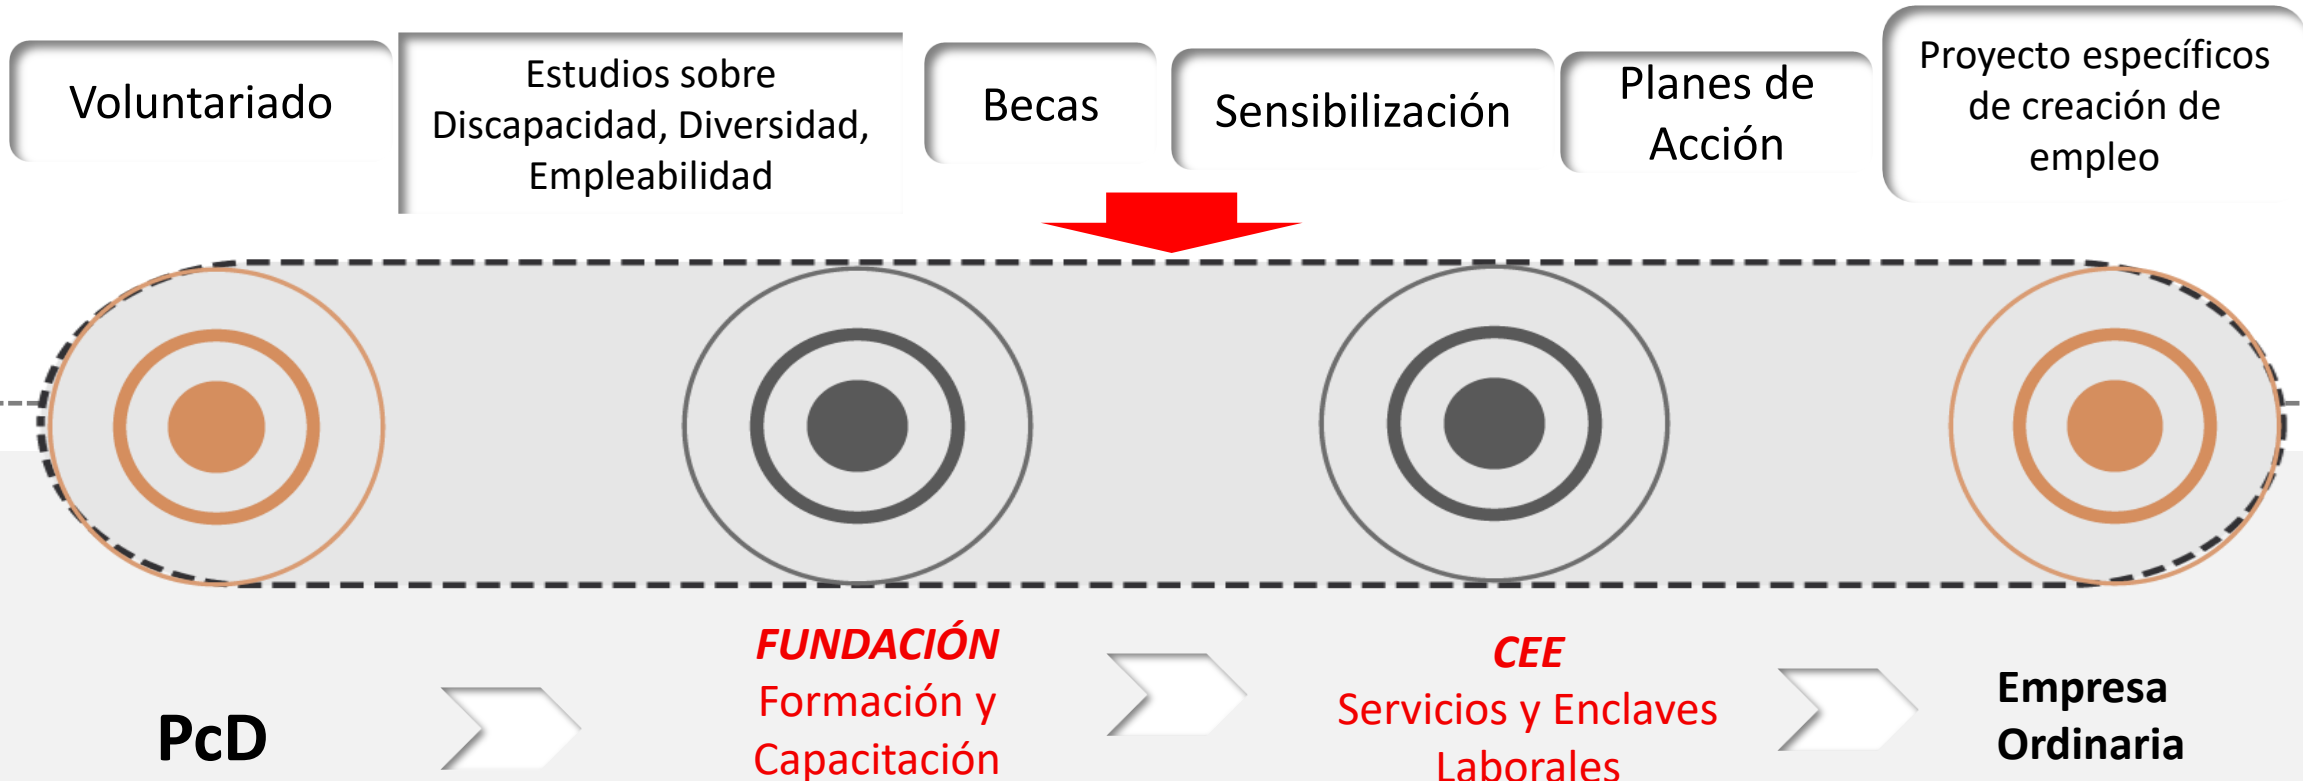 Voluntariado
Estudios sobre
Discapacidad, Diversidad,
Empleabilidad
Becas
Sensibilización
Planes de
Acción
Proyecto específicos
de creación de
empleo
PcD
FUNDACIÓN
Formación y
Capacitación
CEE
Servicios y Enclaves
Laborales
Empresa
Ordinaria